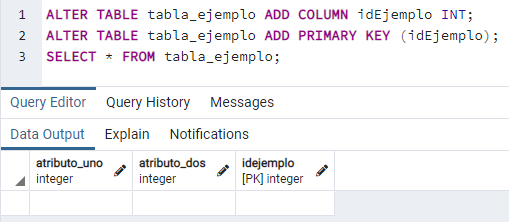 1 ALTER TABLE tabla_ejemplo ADD COLUMN idEjemplo INT;
2 ALTER TABLE tabla_ejemplo ADD PRIMARY KEY (idEjemplo);
3 SELECT * FROM tabla_ejemplo;
Query Editor Query History Messages
Data Output Explain Notifications
atributo_uno atributo_dos idejemplo
integer integer [PK] integer